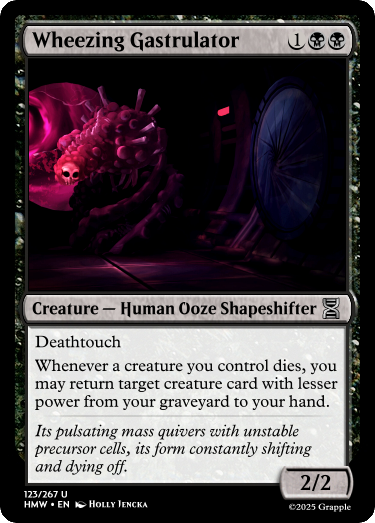 Wheezing Gastrulator 1
Creature — Human Ooze Shapeshifter
Deathtouch
Whenever a creature you control dies, you
may return target creature card with lesser
power from your graveyard to your hand.
Its pulsating mass quivers with unstable
precursor cells, its form constantly shifting
and dying off.
2/2
123/267 U
HMW • EN Holly Jencka
©2025 Grapple